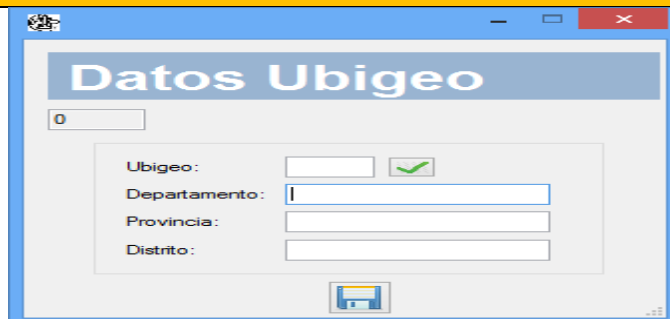 Datos Ubigeo
0
Ubigeo:
Departamento:
Provincia:
Distrito: